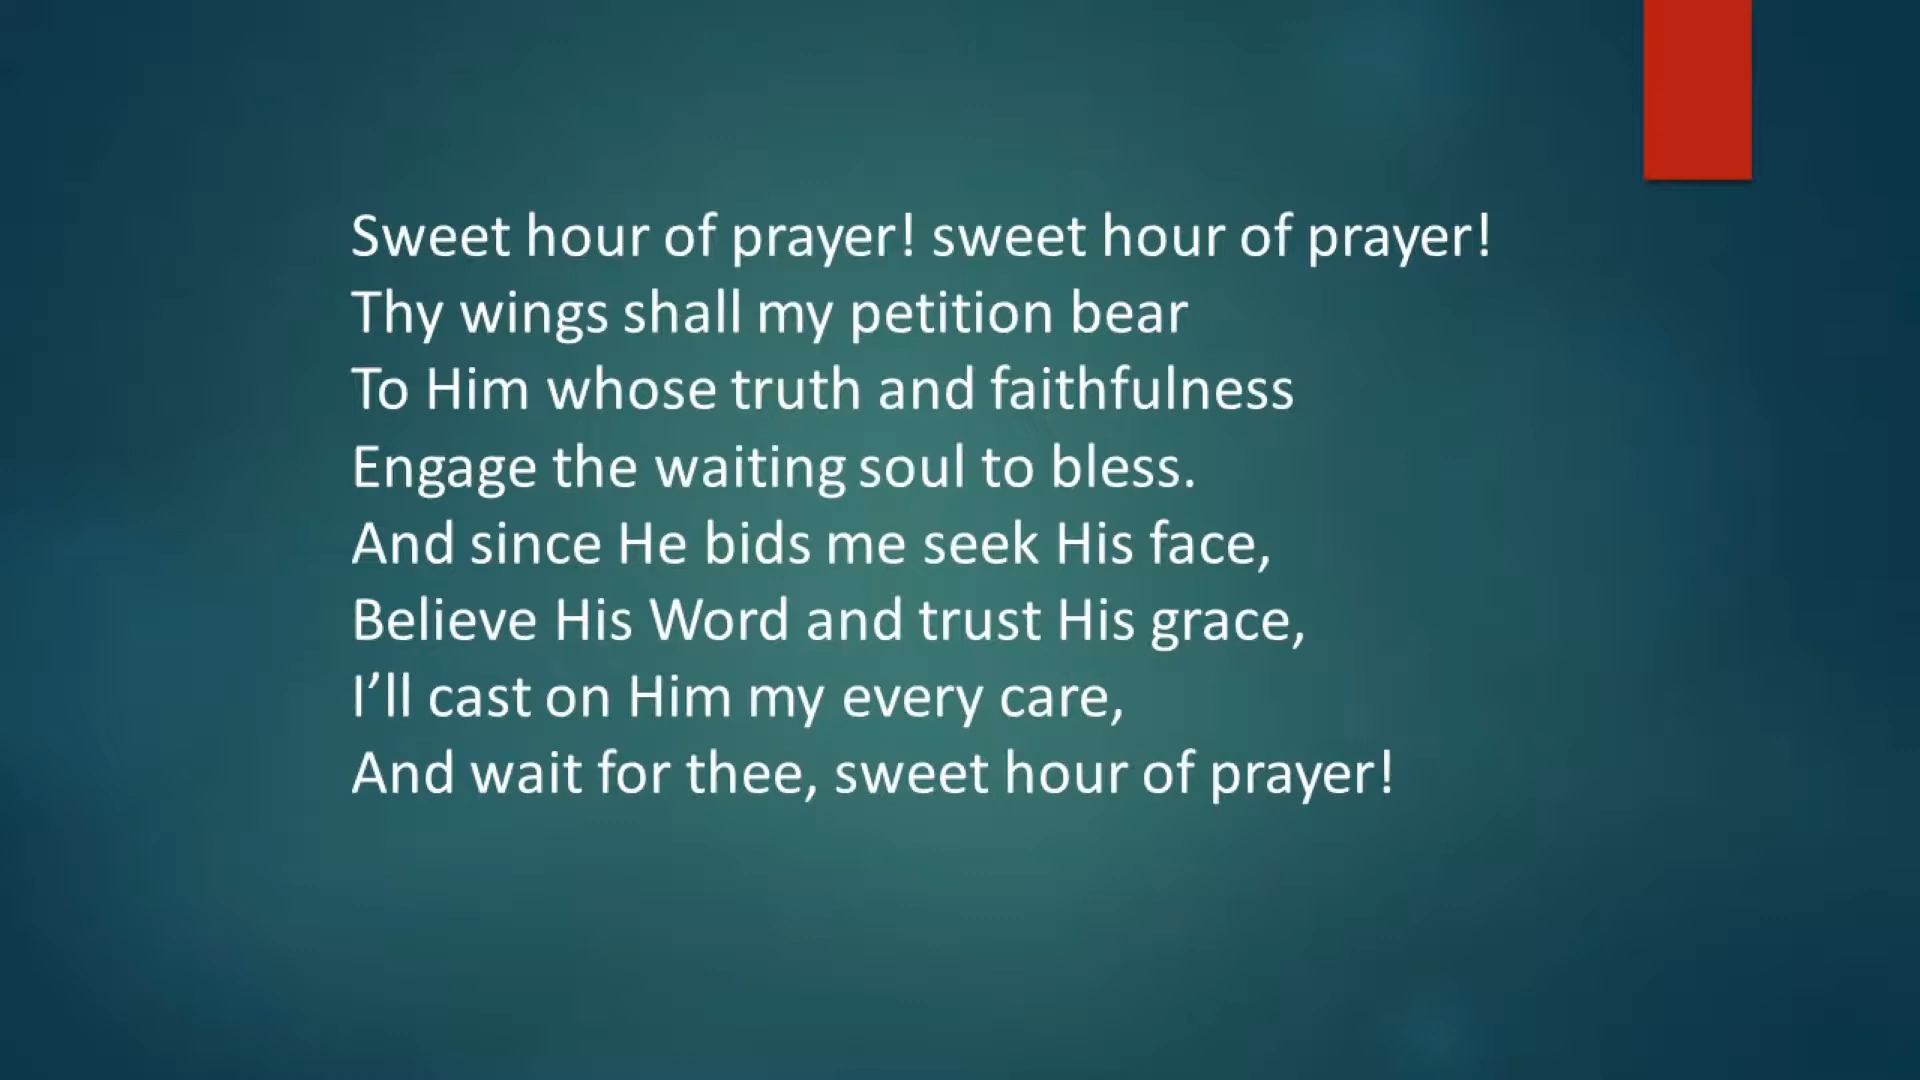 Sweet hour of prayer! sweet hour of prayer!
Thy wings shall my petition bear
To Him whose truth and faithfulness
Engage the waiting soul to bless.
And since He bids me seek His face,
Believe His Word and trust His grace,
I’ll cast on Him my every care,
And wait for thee, sweet hour of prayer!